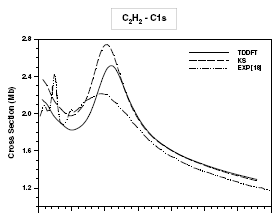 C₂H₂ - C1s
TDDFT
KS
EXP[18]
Cross Section (Mb)
2.8
2.4
2.0
1.6
1.2